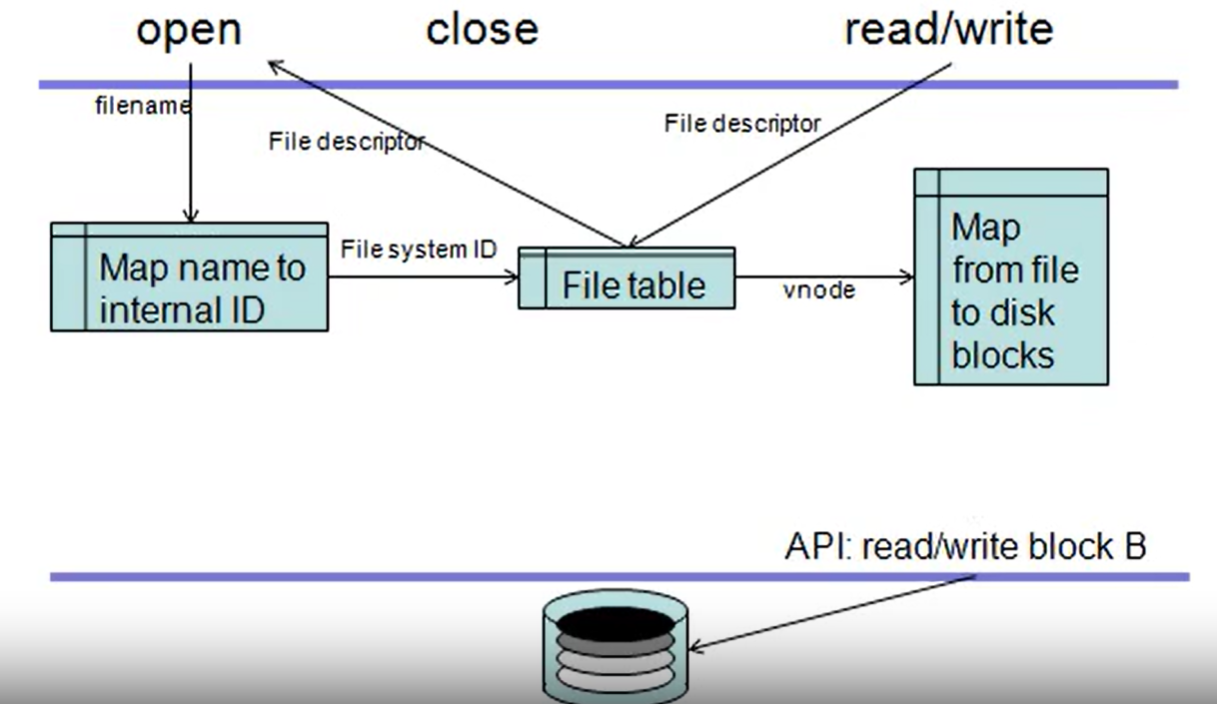 open close read/write
filename
File descriptor
File descriptor
Map name to
internal ID
File system ID
File table
vnode
Map
from file
to disk
blocks
API: read/write block B